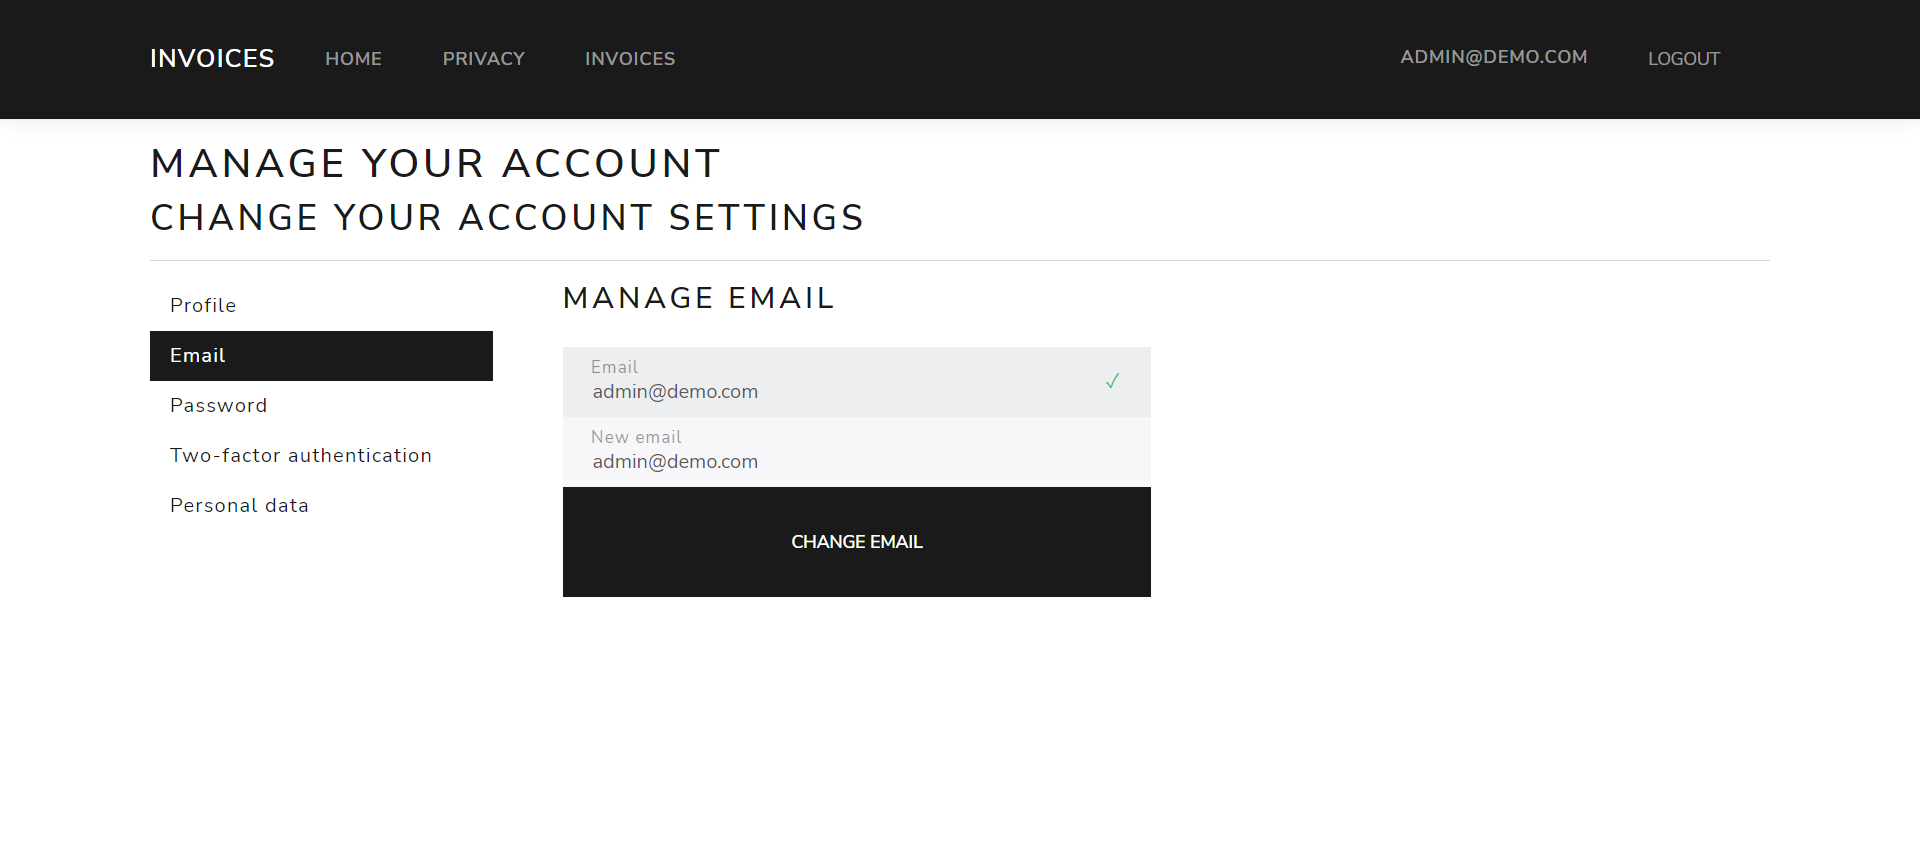 INVOICES HOME PRIVACY INVOICES ADMIN@DEMO.COM LOGOUT
MANAGE YOUR ACCOUNT
CHANGE YOUR ACCOUNT SETTINGS
Profile
Email
Password
Two-factor authentication
Personal data
MANAGE EMAIL
Email
admin@demo.com ✓
New email
admin@demo.com
CHANGE EMAIL